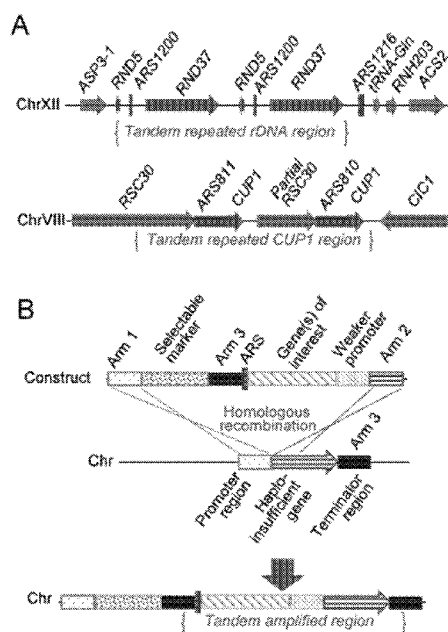 A
ASP3-1 RND5 ARS1200 RND37 RND5 ARS1200 RND37 ARS1216 tRNA-Gln RNH203 ACS2
ChrXII
{ Tandem repeated rDNA region }
RSC30 ARS811 CUP1 Partial RSC30 ARS810 CUP1 CIC1
ChrVIII
{ Tandem repeated CUP1 region }
B
Arm 1 Selectable marker Arm 3 ARS Gene(s) of interest Weaker promoter Arm 2
Construct
Homologous recombination
Arm 3
Chr
Promoter region Haplo-insufficient gene Terminator region
Chr
{ Tandem amplified region }